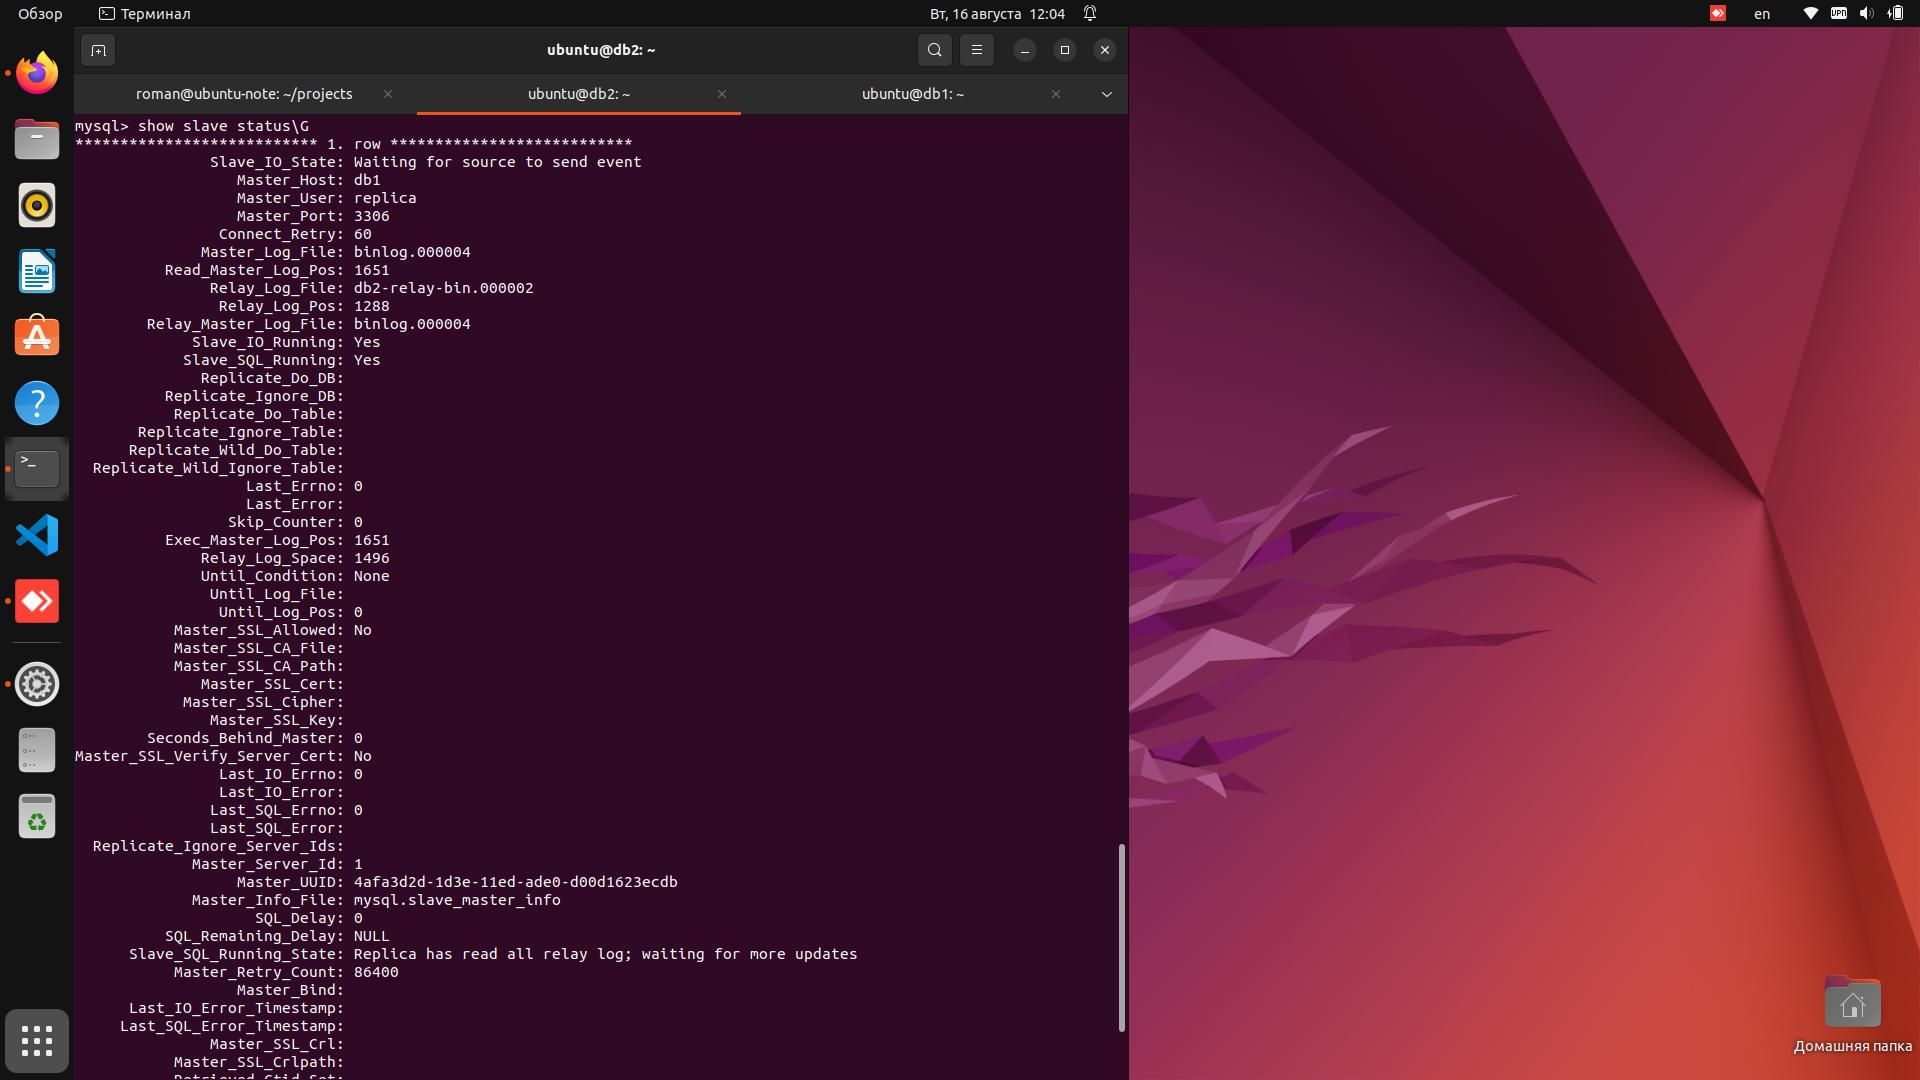 Обзор
Терминал
Вт, 16 августа 12:04
en
VPN
ubuntu@db2: ~
roman@ubuntu-note: ~/projects
ubuntu@db2: ~
ubuntu@db1: ~
mysql> show slave status\G
*************************** 1. row ***************************
Slave_IO_State: Waiting for source to send event
Master_Host: db1
Master_User: replica
Master_Port: 3306
Connect_Retry: 60
Master_Log_File: binlog.000004
Read_Master_Log_Pos: 1651
Relay_Log_File: db2-relay-bin.000002
Relay_Log_Pos: 1288
Relay_Master_Log_File: binlog.000004
Slave_IO_Running: Yes
Slave_SQL_Running: Yes
Replicate_Do_DB:
Replicate_Ignore_DB:
Replicate_Do_Table:
Replicate_Ignore_Table:
Replicate_Wild_Do_Table:
Replicate_Wild_Ignore_Table:
Last_Errno: 0
Last_Error:
Skip_Counter: 0
Exec_Master_Log_Pos: 1651
Relay_Log_Space: 1496
Until_Condition: None
Until_Log_File:
Until_Log_Pos: 0
Master_SSL_Allowed: No
Master_SSL_CA_File:
Master_SSL_CA_Path:
Master_SSL_Cert:
Master_SSL_Cipher:
Master_SSL_Key:
Seconds_Behind_Master: 0
Master_SSL_Verify_Server_Cert: No
Last_IO_Errno: 0
Last_IO_Error:
Last_SQL_Errno: 0
Last_SQL_Error:
Replicate_Ignore_Server_Ids:
Master_Server_Id: 1
Master_UUID: 4afa3d2d-1d3e-11ed-ade0-d00d1623ecdb
Master_Info_File: mysql.slave_master_info
SQL_Delay: 0
SQL_Remaining_Delay: NULL
Slave_SQL_Running_State: Replica has read all relay log; waiting for more updates
Master_Retry_Count: 86400
Master_Bind:
Last_IO_Error_Timestamp:
Last_SQL_Error_Timestamp:
Master_SSL_Crl:
Master_SSL_Crlpath:
Retrieved_Gtid_Set:
Домашняя папка